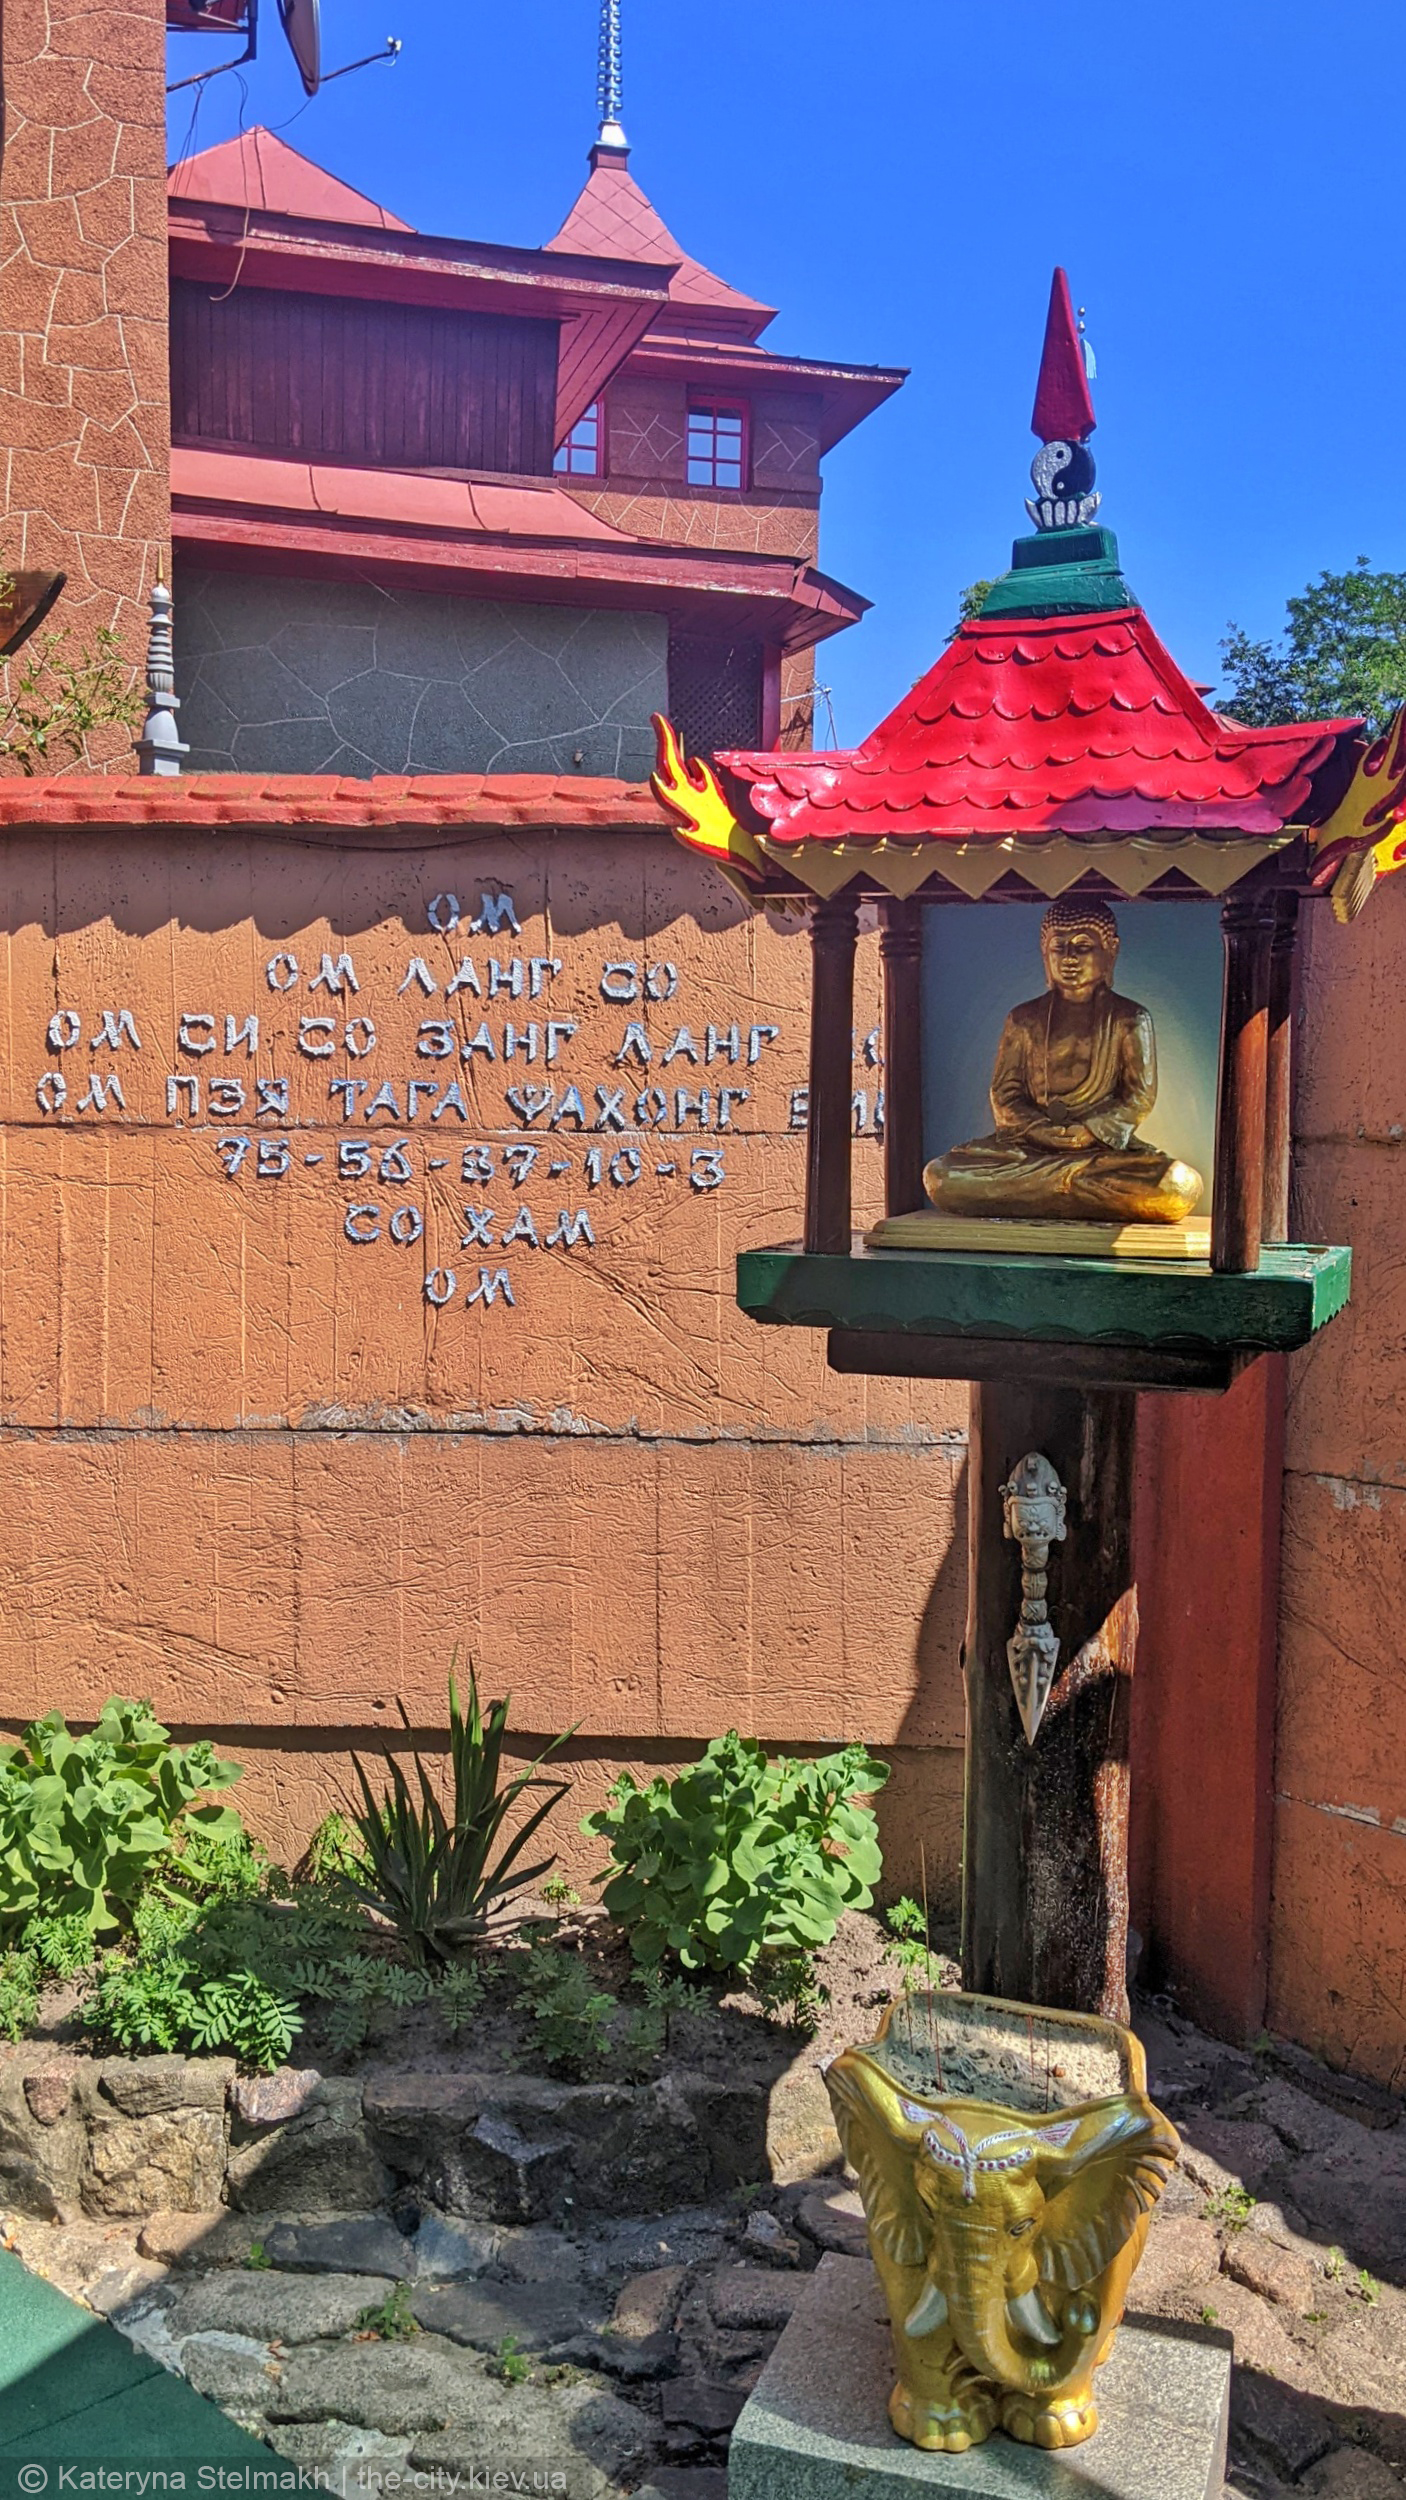 ОМ
ОМ ЛАНГ СО
ОМ СИ СО ЗАНГ ЛАНГ
ОМ ПЭЯ ТАГА ФАХОНГ
75-56-87-10-3
СО ХАМ
ОМ
© Kateryna Stelmakh | the-city.kiev.ua